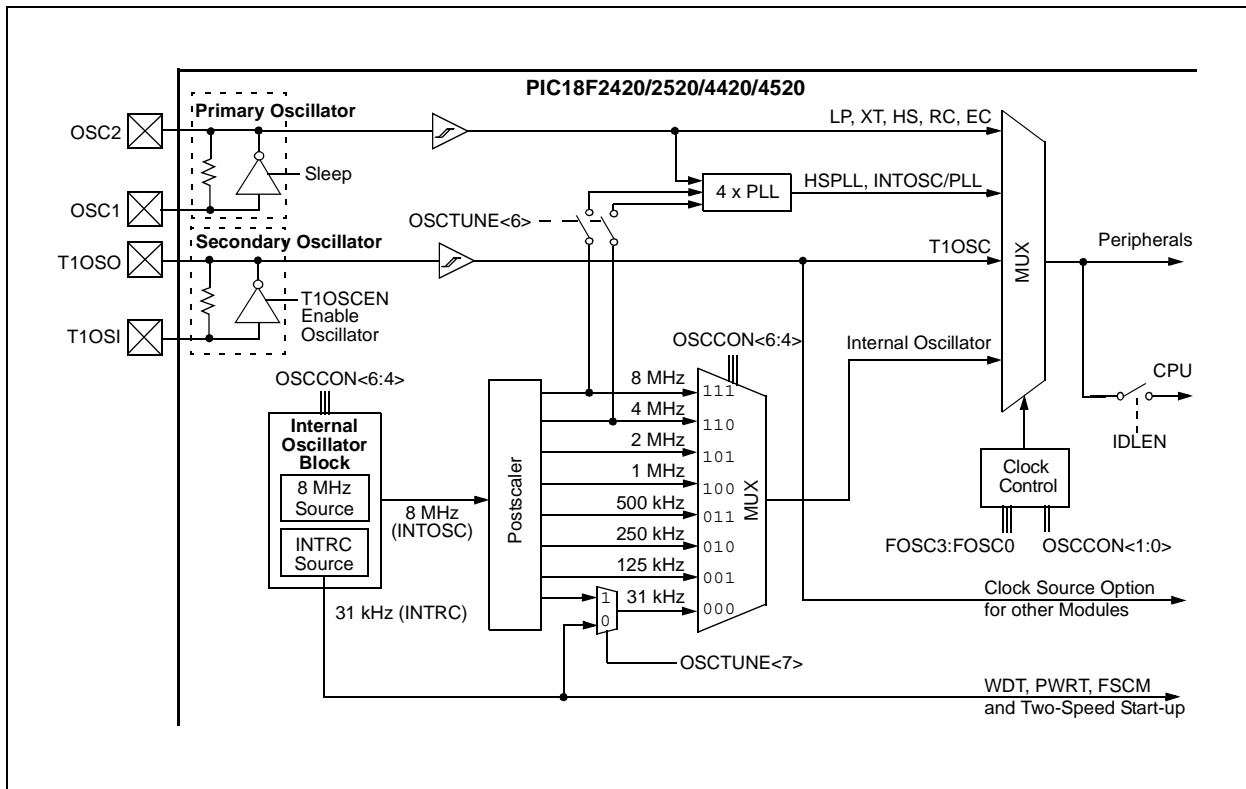 PIC18F2420/2520/4420/4520
Primary Oscillator
LP, XT, HS, RC, EC
OSC2
Sleep
4 x PLL
HSPLL, INTOSC/PLL
OSC1
OSCTUNE<6>
Secondary Oscillator
T1OSO
T1OSC
MUX
Peripherals
T1OSCEN
Enable
Oscillator
T1OSI
OSCCON<6:4>
Internal Oscillator
OSCCON<6:4>
CPU
IDLEN
Internal
Oscillator
Block
8 MHz
Source
INTRC
Source
8 MHz
(INTOSC)
31 kHz (INTRC)
Postscaler
8 MHz
111
4 MHz
110
2 MHz
101
1 MHz
100
500 kHz
011
250 kHz
010
125 kHz
001
1
0
31 kHz
000
MUX
OSCTUNE<7>
Clock
Control
FOSC3:FOSC0
OSCCON<1:0>
Clock Source Option
for other Modules
WDT, PWRT, FSCM
and Two-Speed Start-up